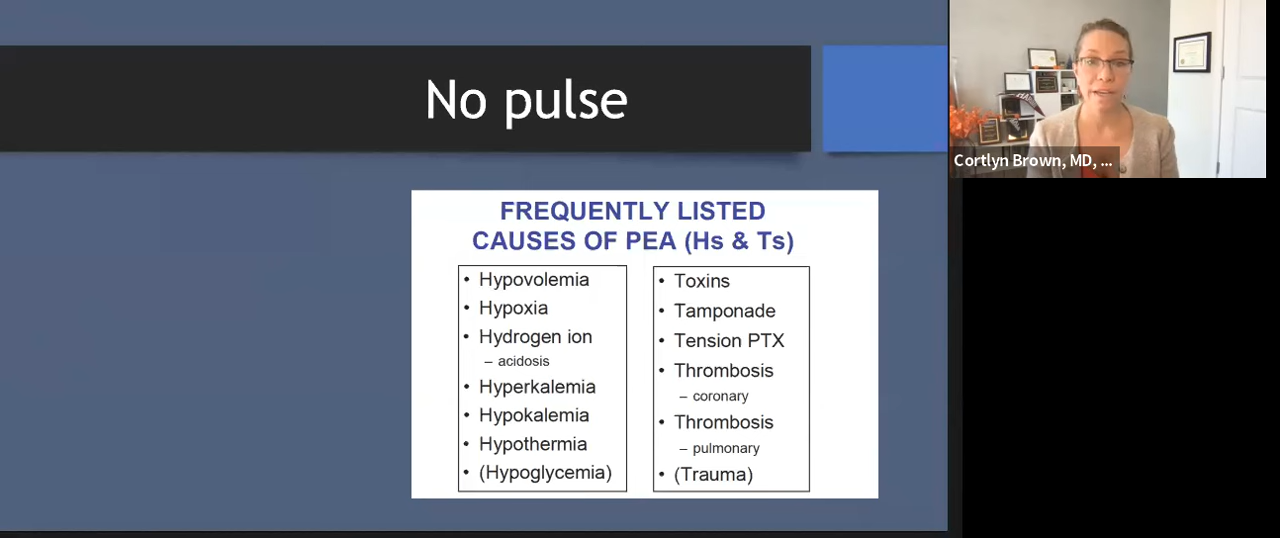 No pulse
FREQUENTLY LISTED
CAUSES OF PEA (Hs & Ts)
• Hypovolemia
• Hypoxia
• Hydrogen ion
– acidosis
• Hyperkalemia
• Hypokalemia
• Hypothermia
• (Hypoglycemia)
• Toxins
• Tamponade
• Tension PTX
• Thrombosis
– coronary
• Thrombosis
– pulmonary
• (Trauma)
Cortlyn Brown, MD, ...